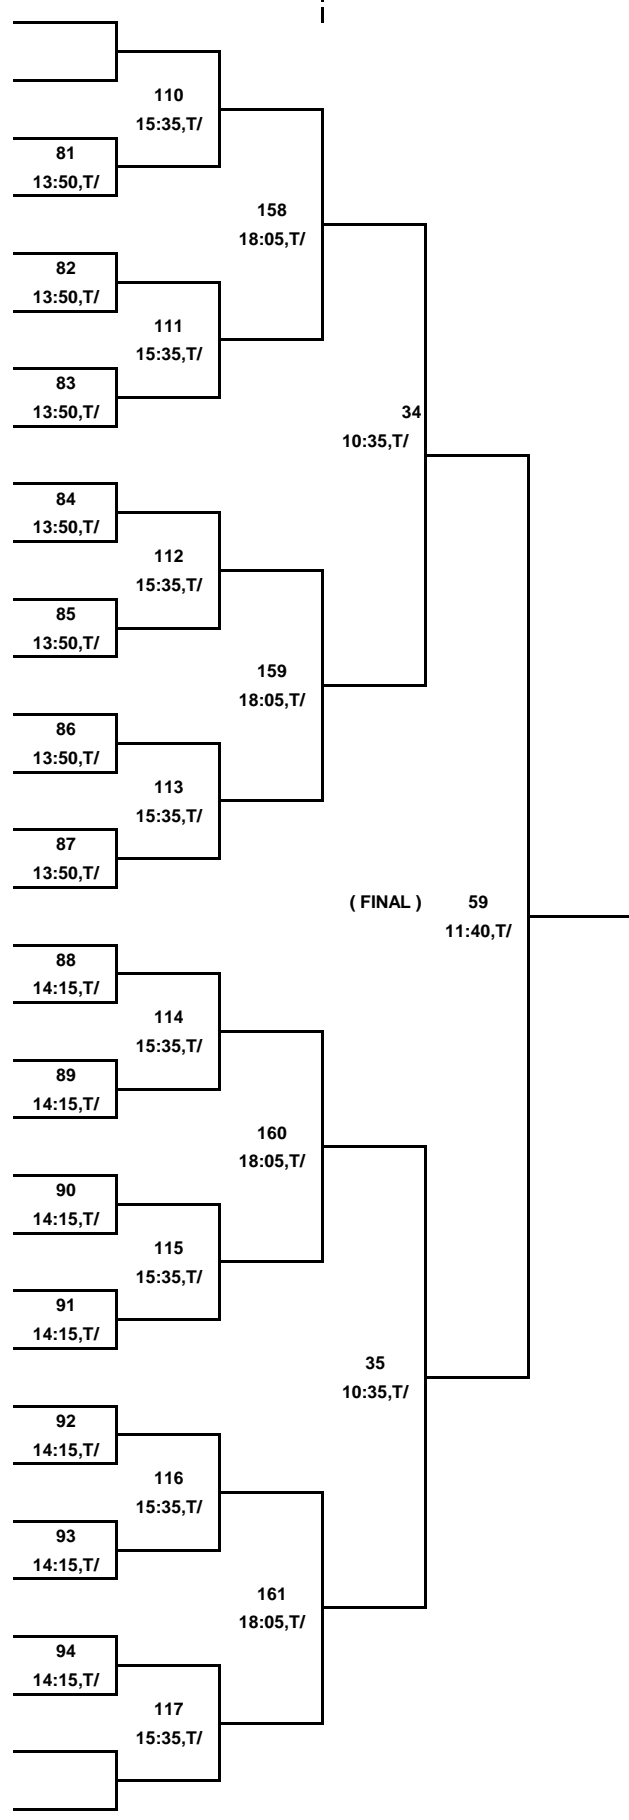 110
15:35,T/
81
13:50,T/
158
18:05,T/
82
13:50,T/
111
15:35,T/
83
13:50,T/
34
10:35,T/
84
13:50,T/
112
15:35,T/
85
13:50,T/
159
18:05,T/
86
13:50,T/
113
15:35,T/
87
13:50,T/
( FINAL ) 59
11:40,T/
88
14:15,T/
114
15:35,T/
89
14:15,T/
160
18:05,T/
90
14:15,T/
115
15:35,T/
91
14:15,T/
35
10:35,T/
92
14:15,T/
116
15:35,T/
93
14:15,T/
161
18:05,T/
94
14:15,T/
117
15:35,T/